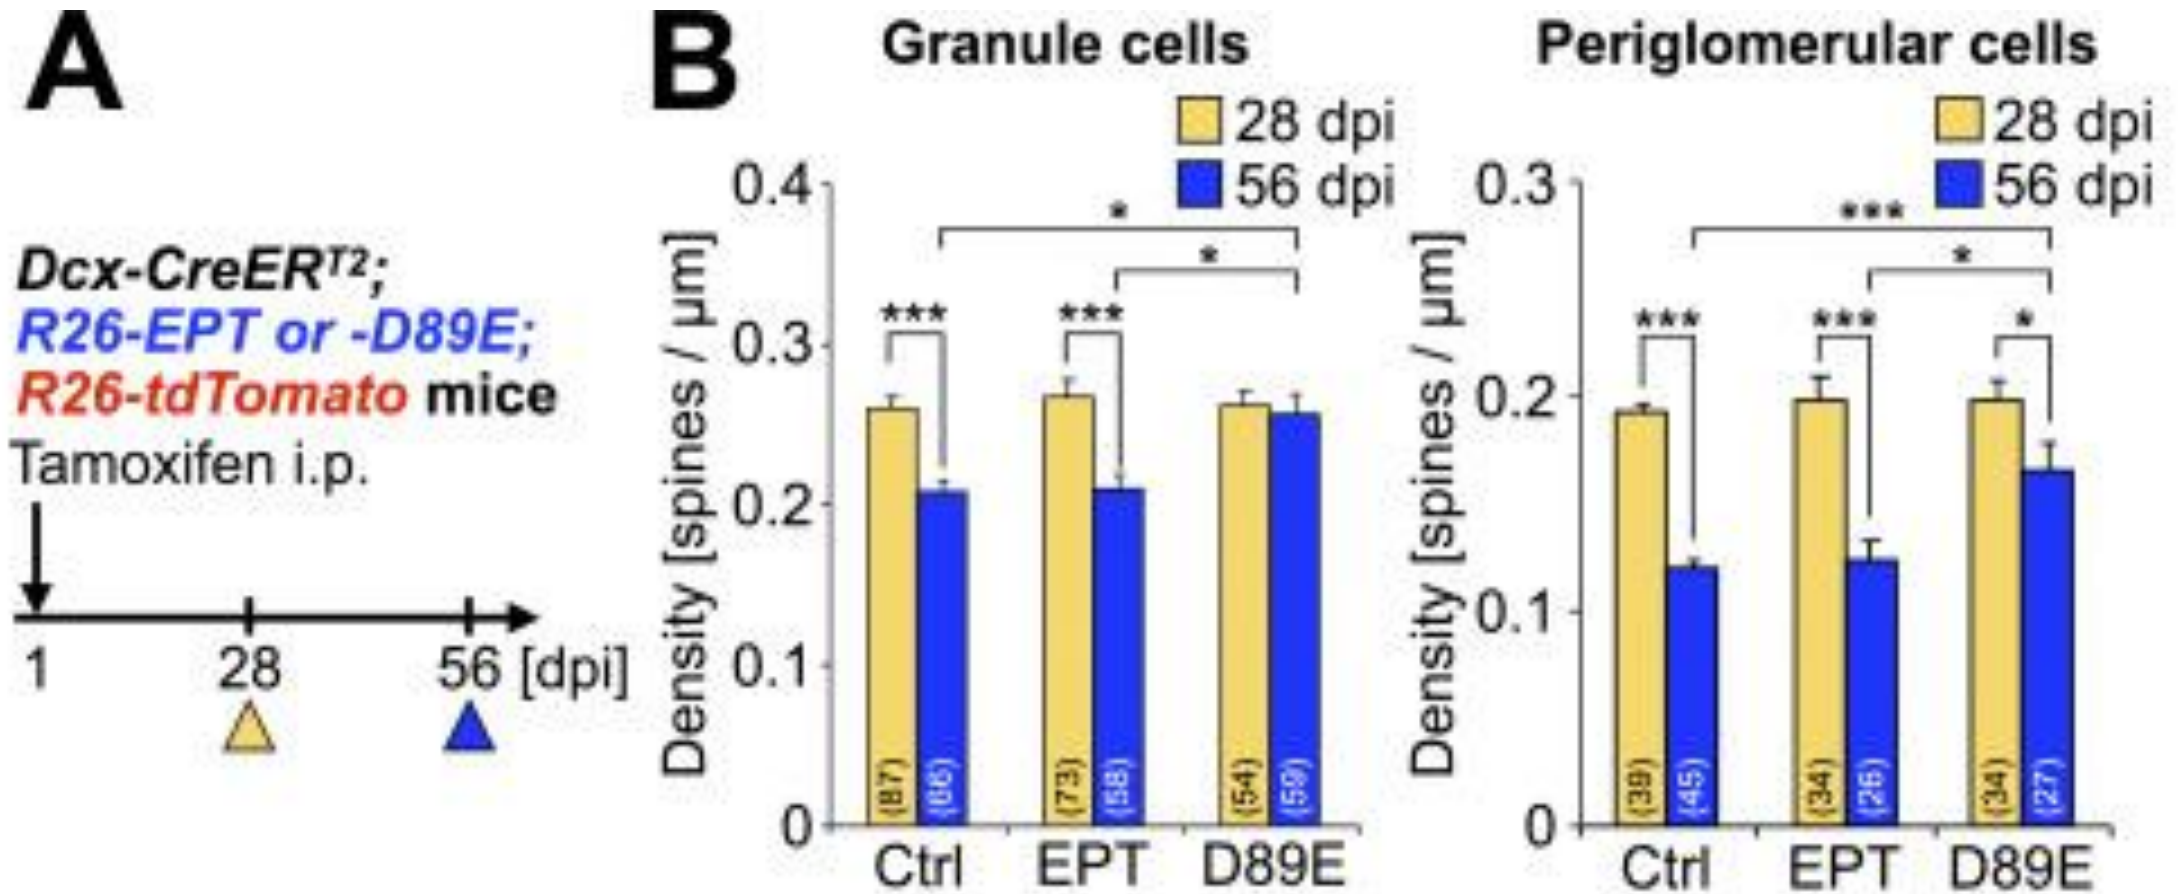 A
Dcx-CreERT2;
R26-EPT or -D89E;
R26-tdTomato mice
Tamoxifen i.p.
1 28 56 [dpi]
B
Granule cells
28 dpi
56 dpi
Density [spines / µm]
0.4
0.3
0.2
0.1
0
*
*
*** ***
(87) (66) (73) (58) (54) (59)
Ctrl EPT D89E
Periglomerular cells
28 dpi
56 dpi
Density [spines / µm]
0.3
0.2
0.1
0
***
*
*** *** *
(39) (45) (34) (26) (34) (27)
Ctrl EPT D89E